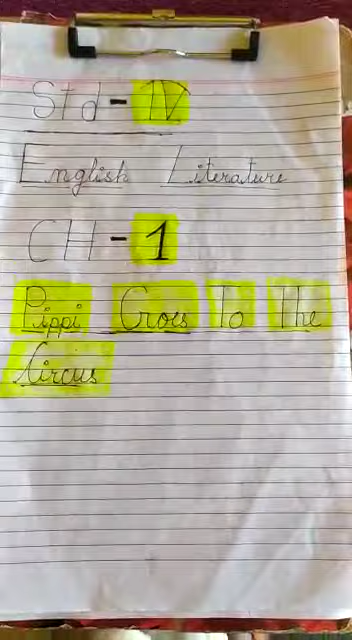 Std - IV
English Literature
CH - 1
Pippi Goes To The
Circus